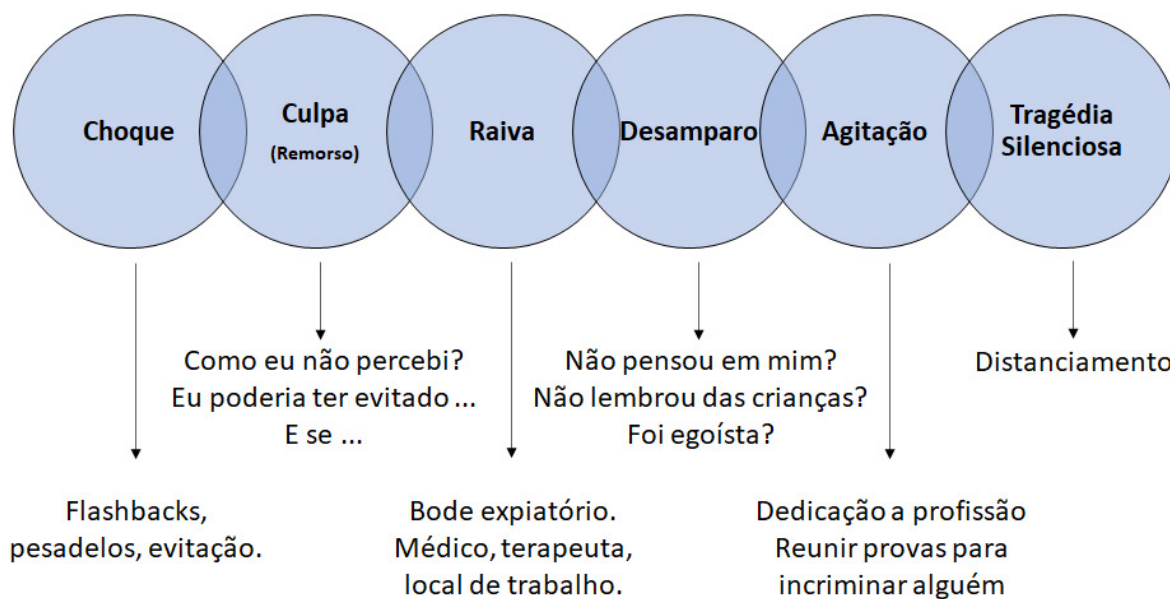 Choque
Culpa
(Remorso)
Raiva
Desamparo
Agitação
Tragédia
Silenciosa
Como eu não percebi?
Eu poderia ter evitado ...
E se ...
Não pensou em mim?
Não lembrou das crianças?
Foi egoísta?
Distanciamento
Flashbacks,
pesadelos, evitação.
Bode expiatório.
Médico, terapeuta,
local de trabalho.
Dedicação a profissão
Reunir provas para
incriminar alguém